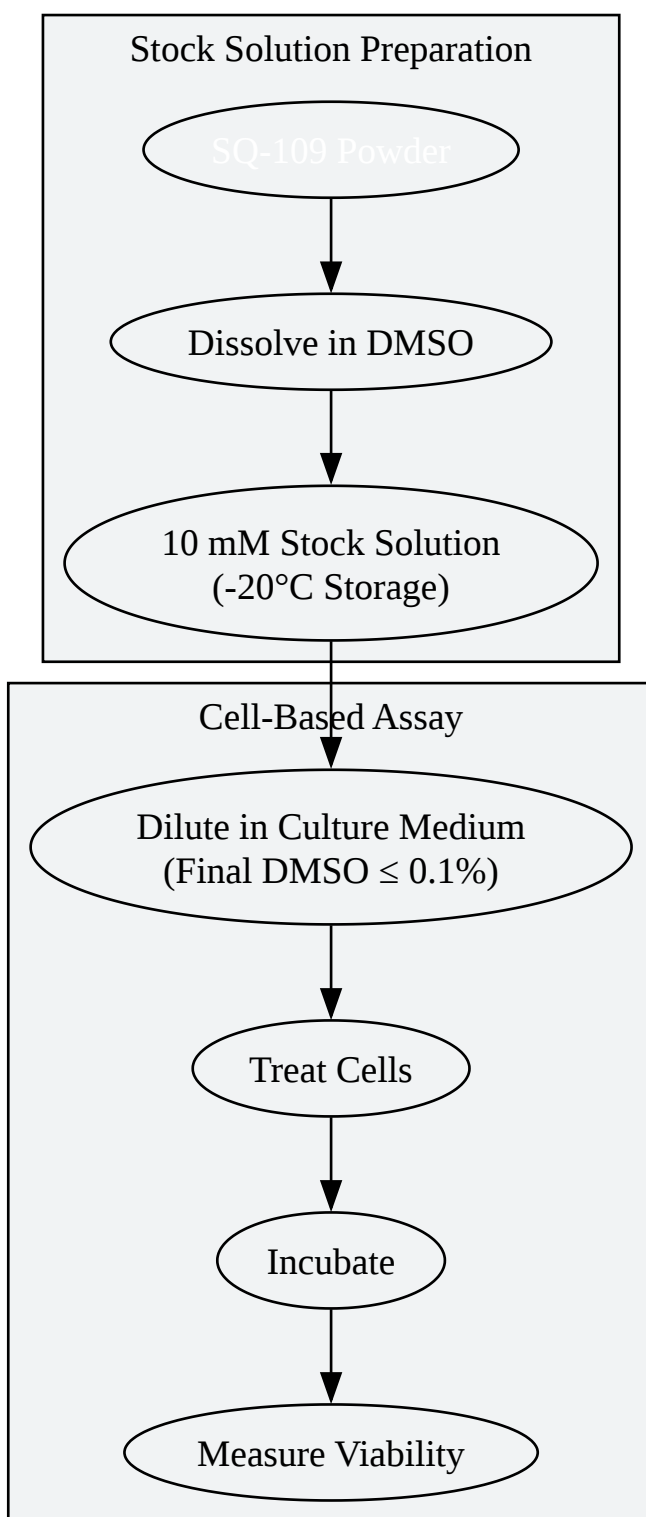 Stock Solution Preparation
SQ-109 Powder
Dissolve in DMSO
10 mM Stock Solution
(-20°C Storage)
Cell-Based Assay
Dilute in Culture Medium
(Final DMSO ≤ 0.1%)
Treat Cells
Incubate
Measure Viability